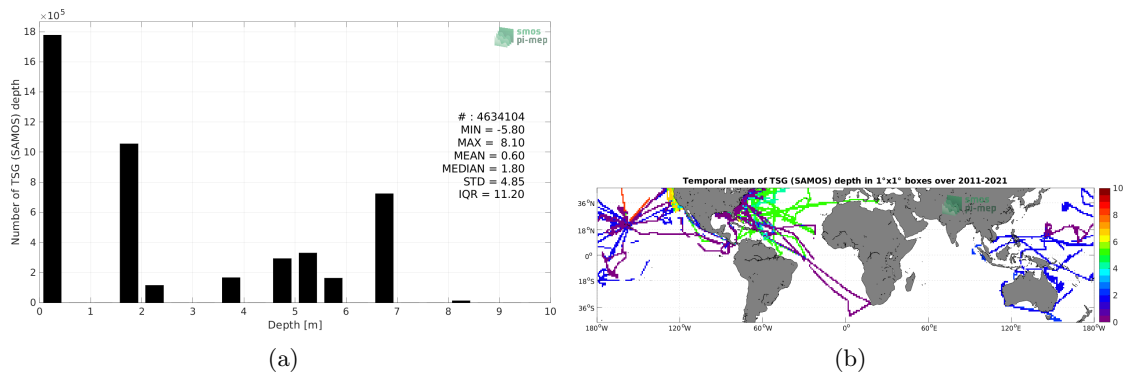 ×10⁵
18
16
14
12
10
8
6
4
2
0
Number of TSG (SAMOS) depth
smos
pi-mep
# : 4634104
MIN = -5.80
MAX = 8.10
MEAN = 0.60
MEDIAN = 1.80
STD = 4.85
IQR = 11.20
0 1 2 3 4 5 6 7 8 9 10
Depth [m]
(a)
Temporal mean of TSG (SAMOS) depth in 1°x1° boxes over 2011-2021
smos
pi-mep
36°N
18°N
0°
18°S
36°S
180°W 120°W 60°W 0° 60°E 120°E 180°W
10
8
6
4
2
0
(b)